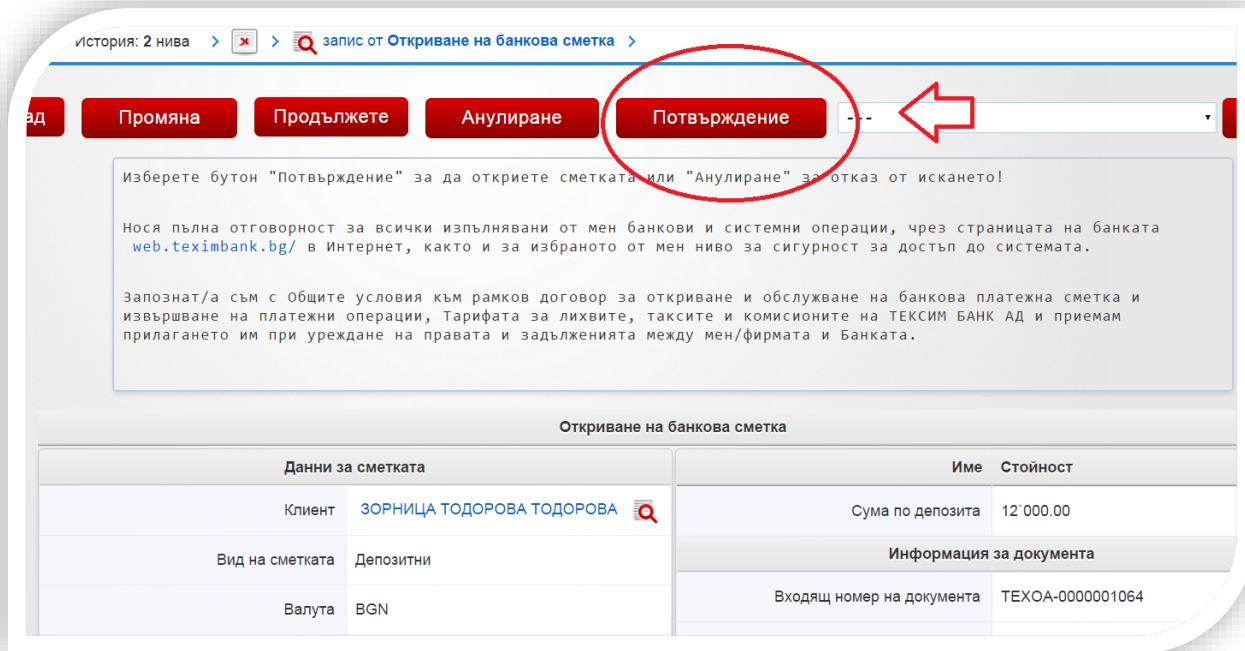 История: 2 нива > > запис от Откриване на банкова сметка >
ад Промяна Продължете Анулиране Потвърждение ---
Изберете бутон "Потвърждение" за да откриете сметката или "Анулиране" за отказ от искането!
Нося пълна отговорност за всички изпълнявани от мен банкови и системни операции, чрез страницата на банката
web.teximbank.bg/ в Интернет, както и за избраното от мен ниво за сигурност за достъп до системата.
Запознат/а съм с Общите условия към рамков договор за откриване и обслужване на банкова платежна сметка и
извършване на платежни операции, Тарифата за лихвите, таксите и комисионите на ТЕКСИМ БАНК АД и приемам
прилагането им при уреждане на правата и задълженията между мен/фирмата и Банката.
Откриване на банкова сметка
Данни за сметката
Клиент ЗОРНИЦА ТОДОРОВА ТОДОРОВА
Вид на сметката Депозитни
Валута BGN
Име Стойност
Сума по депозита 12`000.00
Информация за документа
Входящ номер на документа TEXOA-0000001064